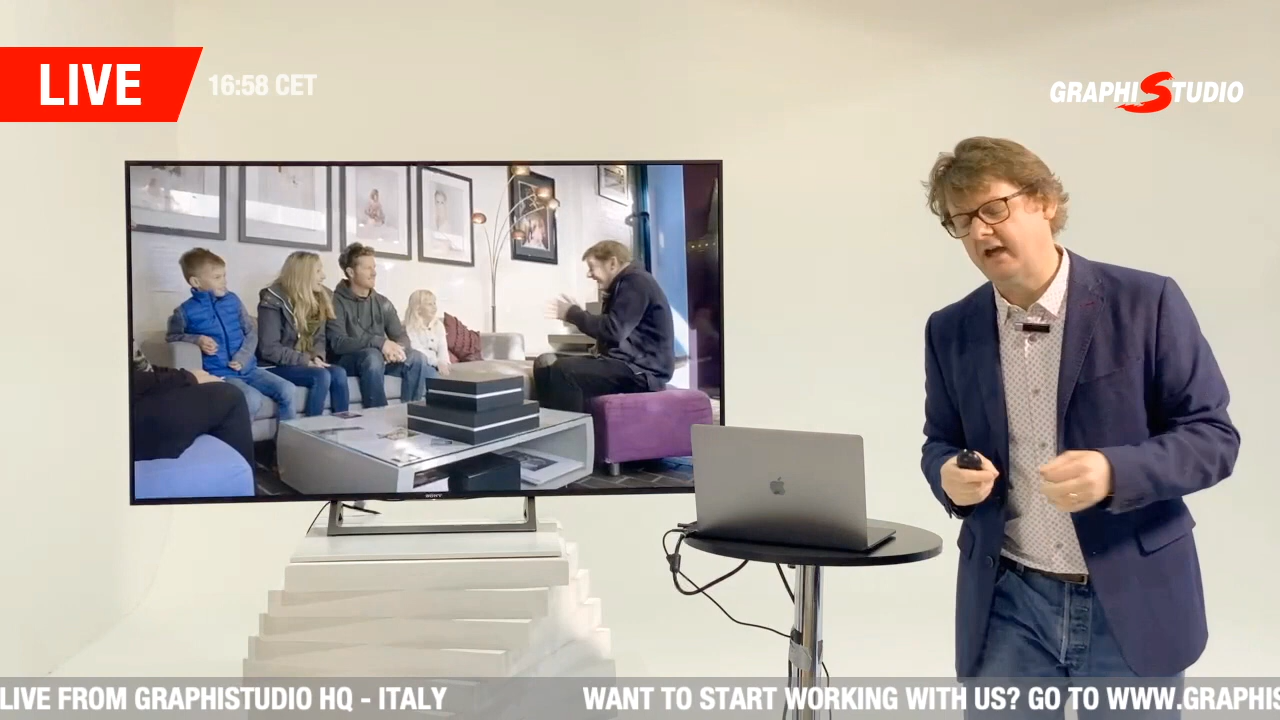 LIVE
16:58 CET
GRAPHISTUDIO
SONY
LIVE FROM GRAPHISTUDIO HQ - ITALY
WANT TO START WORKING WITH US? GO TO WWW.GRAPHIS